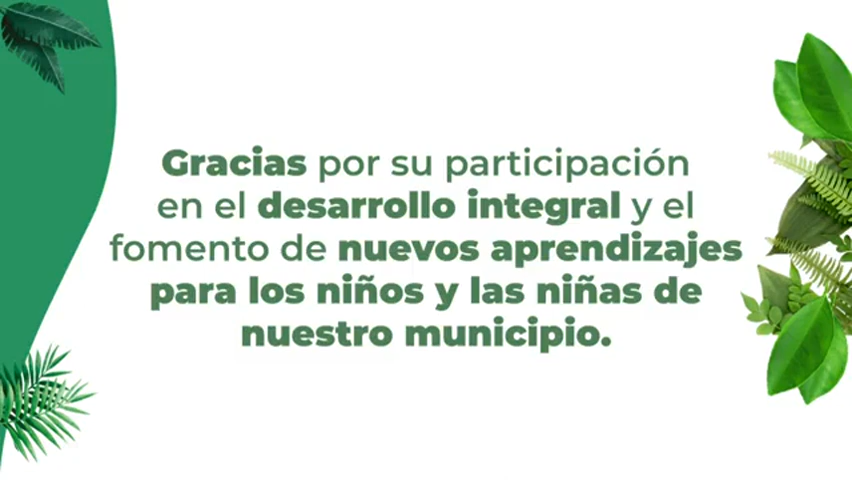 Gracias por su participación
en el desarrollo integral y el
fomento de nuevos aprendizajes
para los niños y las niñas de
nuestro municipio.